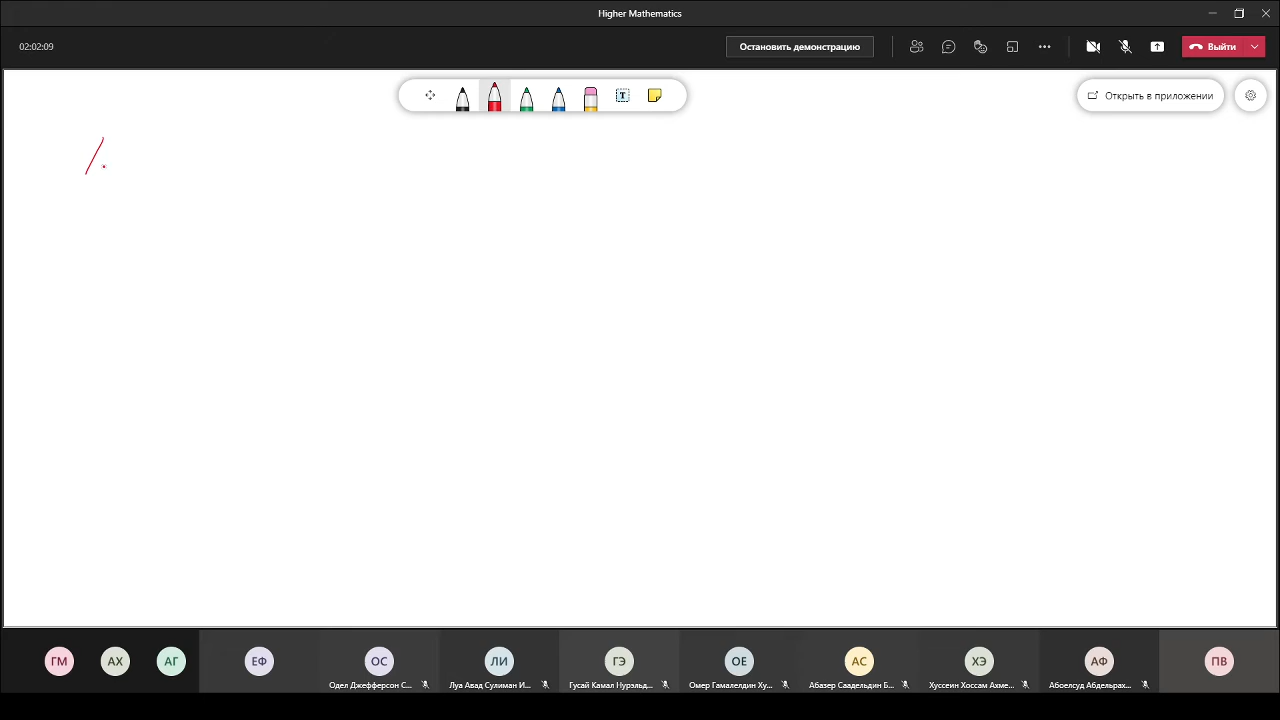 Higher Mathematics
02:02:09
Остановить демонстрацию
Выйти
T
Открыть в приложении
ГМ
АХ
АГ
ЕФ
ОС
ЛИ
ГЭ
ОЕ
АС
ХЭ
АФ
ПВ
Одел Джефферсон С...
Луа Авад Сулиман И...
Гусай Камал Нурэльд...
Омер Гамалелдин Ху...
Абазер Саадельдин Б...
Хуссеин Хоссам Ахме...
Абоелсуд Абдельрах...